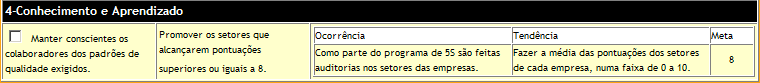 4-Conhecimento e Aprendizado
Manter conscientes os
colaboradores dos padrões de
qualidade exigidos.
Promover os setores que
alcançarem pontuações
superiores ou iguais a 8.
Ocorrência
Tendência
Meta
Como parte do programa de 5S são feitas
auditorias nos setores das empresas.
Fazer a média das pontuações dos setores
de cada empresa, numa faixa de 0 a 10.
8